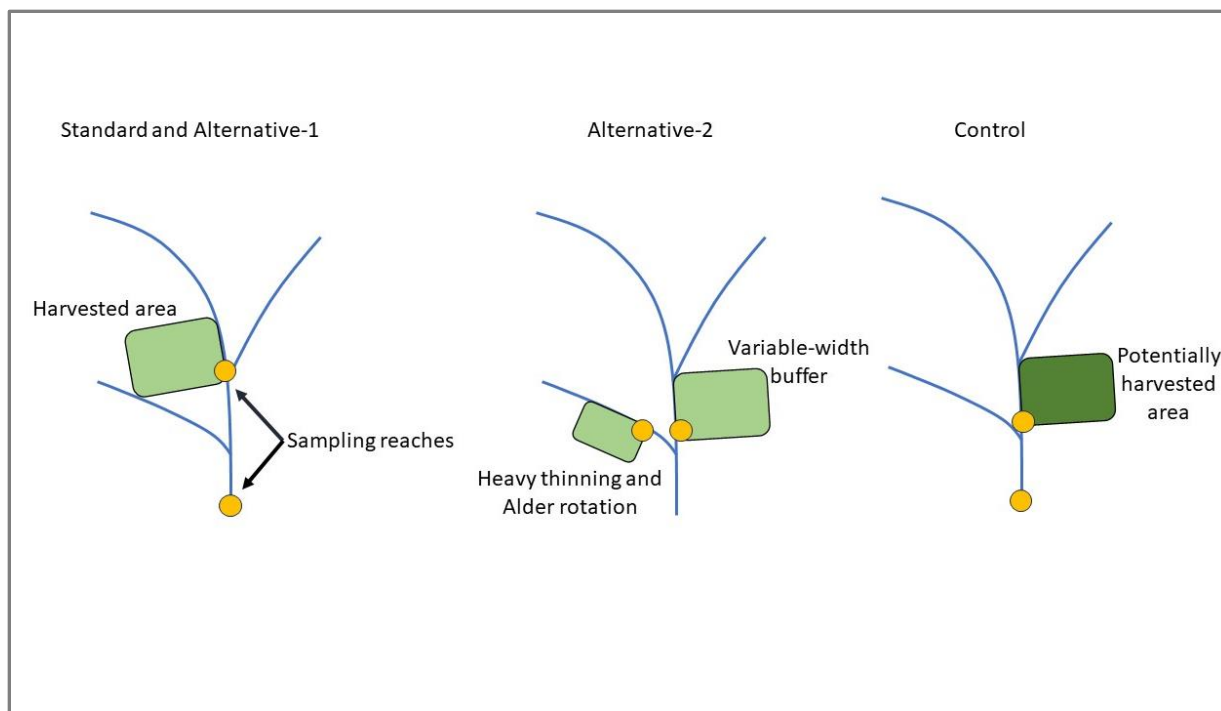 Standard and Alternative-1
Alternative-2
Control
Harvested area
Sampling reaches
Variable-width
buffer
Heavy thinning and
Alder rotation
Potentially
harvested
area